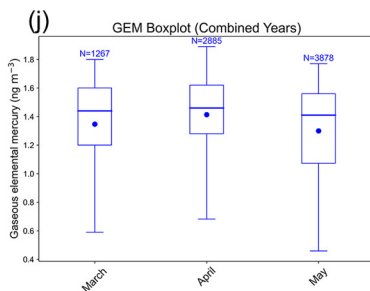 (j)
GEM Boxplot (Combined Years)
N=1267
N=2885
N=3878
Gaseous elemental mercury (ng m⁻³)
1.8
1.6
1.4
1.2
1.0
0.8
0.6
0.4
March
April
May